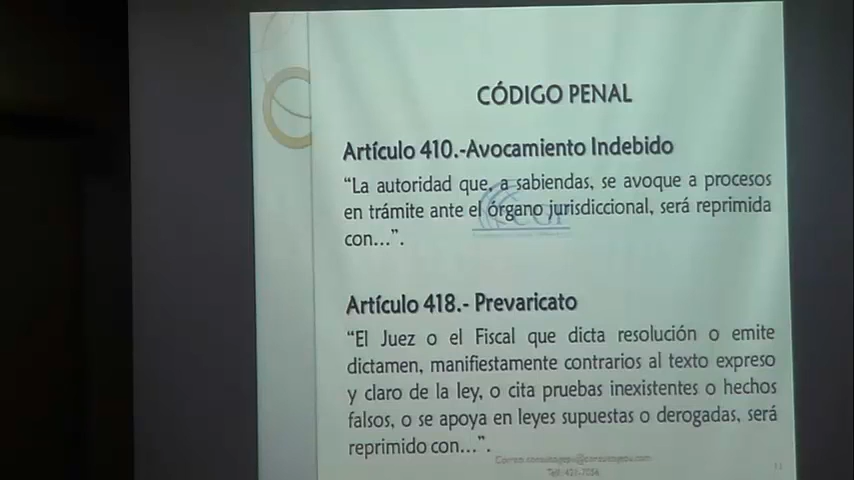 CÓDIGO PENAL
Artículo 410.-Avocamiento Indebido
“La autoridad que, a sabiendas, se avoque a procesos
en trámite ante el órgano jurisdiccional, será reprimida
con...”.
Artículo 418.- Prevaricato
“El Juez o el Fiscal que dicta resolución o emite
dictamen, manifiestamente contrarios al texto expreso
y claro de la ley, o cita pruebas inexistentes o hechos
falsos, o se apoya en leyes supuestas o derogadas, será
reprimido con...”.
11